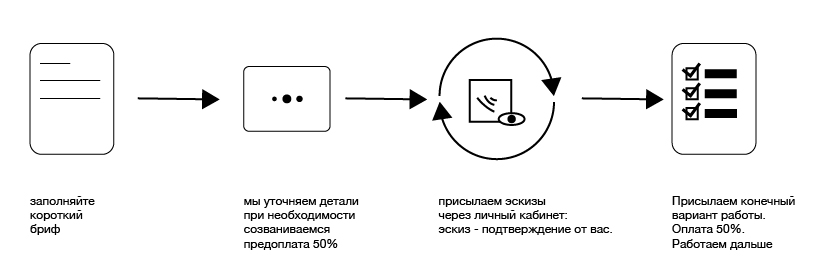 заполняйте
короткий
бриф
мы уточняем детали
при необходимости
созваниваемся
предоплата 50%
присылаем эскизы
через личный кабинет:
эскиз - подтверждение от вас.
Присылаем конечный
вариант работы.
Оплата 50%.
Работаем дальше